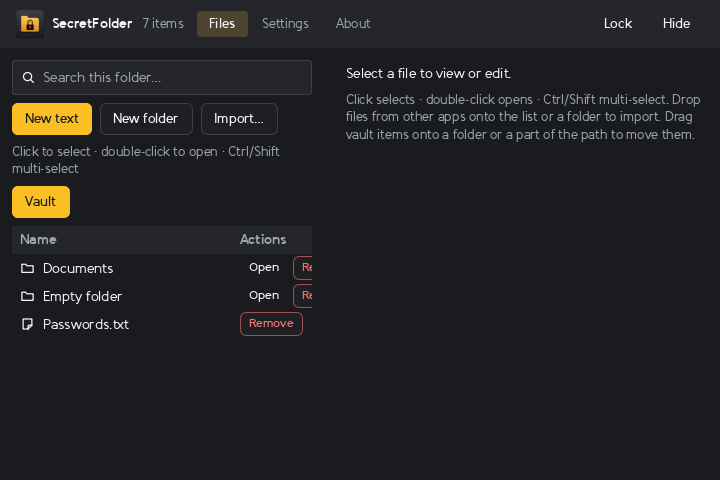 SecretFolder 7 items Files Settings About Lock Hide
Search this folder...
New text New folder Import...
Click to select · double-click to open · Ctrl/Shift
multi-select
Vault
Name Actions
Documents Open Re
Empty folder Open Re
Passwords.txt Remove
Select a file to view or edit.
Click selects · double-click opens · Ctrl/Shift multi-select. Drop
files from other apps onto the list or a folder to import. Drag
vault items onto a folder or a part of the path to move them.